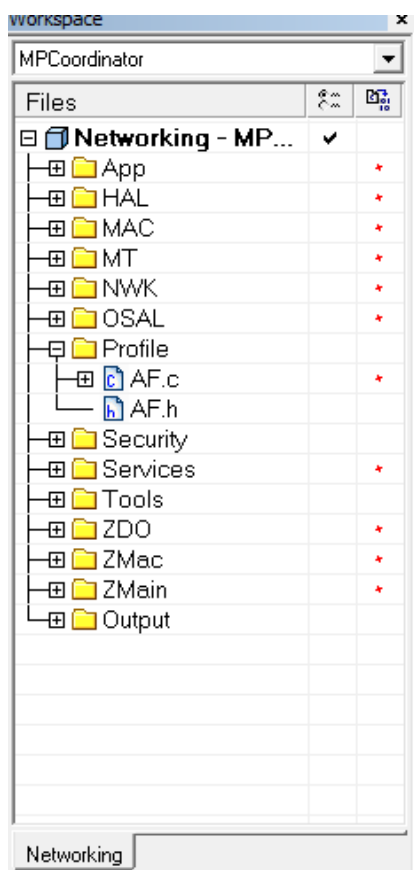 Workspace
MPCoordinator
Files
Networking - MP...
App
HAL
MAC
MT
NWK
OSAL
Profile
AF.c
AF.h
Security
Services
Tools
ZDO
ZMac
ZMain
Output
Networking